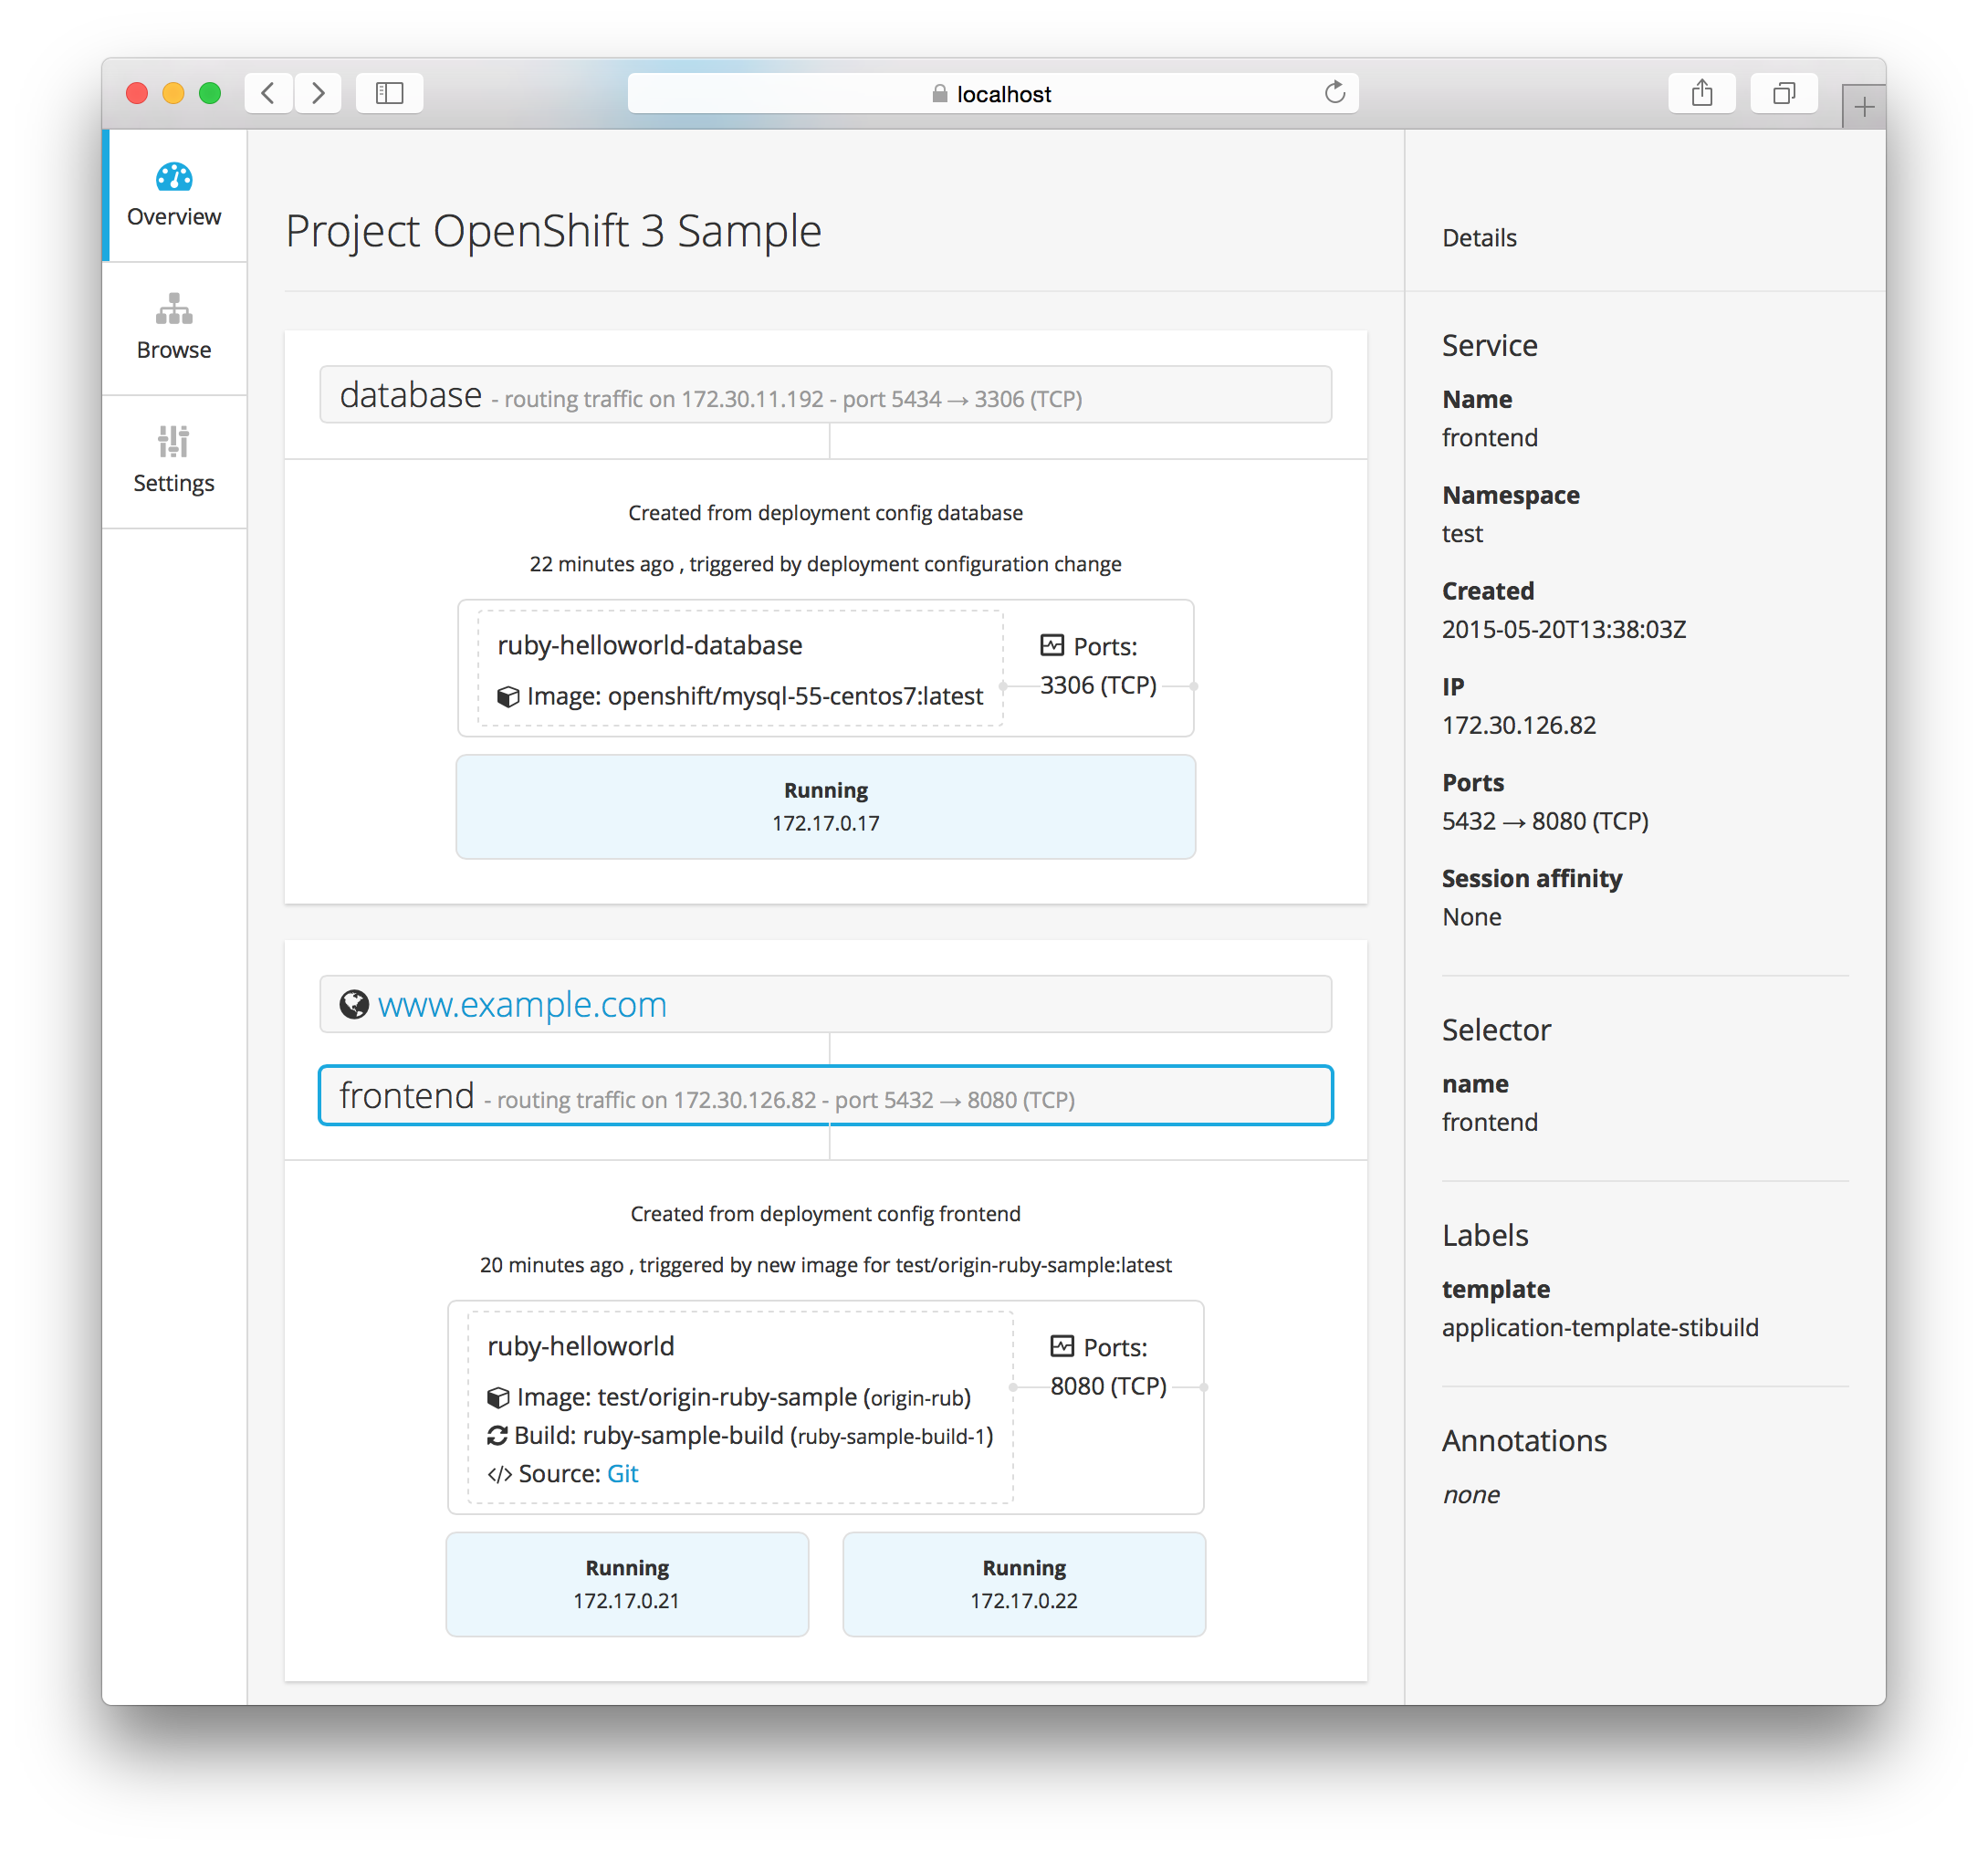 localhost
Overview
Browse
Settings
Project OpenShift 3 Sample
database - routing traffic on 172.30.11.192 - port 5434 → 3306 (TCP)
Created from deployment config database
22 minutes ago , triggered by deployment configuration change
ruby-helloworld-database
Image: openshift/mysql-55-centos7:latest
Ports:
3306 (TCP)
Running
172.17.0.17
www.example.com
frontend - routing traffic on 172.30.126.82 - port 5432 → 8080 (TCP)
Created from deployment config frontend
20 minutes ago , triggered by new image for test/origin-ruby-sample:latest
ruby-helloworld
Image: test/origin-ruby-sample (origin-rub)
Build: ruby-sample-build (ruby-sample-build-1)
Source: Git
Ports:
8080 (TCP)
Running
172.17.0.21
Running
172.17.0.22
Details
Service
Name
frontend
Namespace
test
Created
2015-05-20T13:38:03Z
IP
172.30.126.82
Ports
5432 → 8080 (TCP)
Session affinity
None
Selector
name
frontend
Labels
template
application-template-stibuild
Annotations
none